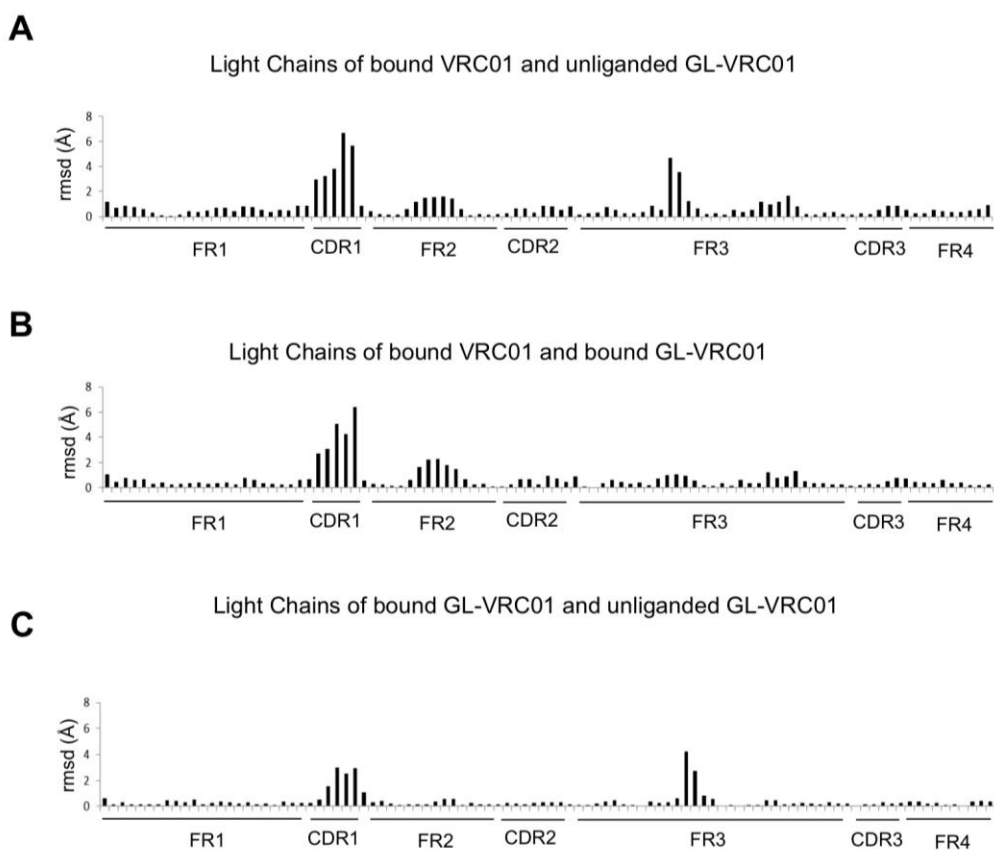 A
Light Chains of bound VRC01 and unliganded GL-VRC01
rmsd (Å)
8
6
4
2
0
FR1 CDR1 FR2 CDR2 FR3 CDR3 FR4
B
Light Chains of bound VRC01 and bound GL-VRC01
rmsd (Å)
8
6
4
2
0
FR1 CDR1 FR2 CDR2 FR3 CDR3 FR4
C
Light Chains of bound GL-VRC01 and unliganded GL-VRC01
rmsd (Å)
8
6
4
2
0
FR1 CDR1 FR2 CDR2 FR3 CDR3 FR4